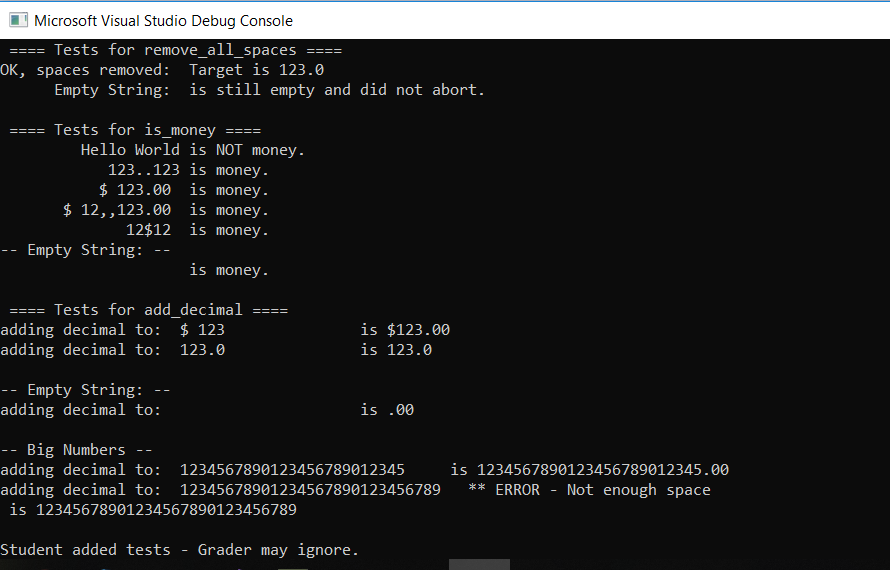 Microsoft Visual Studio Debug Console
==== Tests for remove_all_spaces ====
OK, spaces removed:  Target is 123.0
Empty String:  is still empty and did not abort.
==== Tests for is_money ====
Hello World is NOT money.
123..123 is money.
$ 123.00  is money.
$ 12,,123.00  is money.
12$12  is money.
-- Empty String: --
is money.
==== Tests for add_decimal ====
adding decimal to:  $ 123               is $123.00
adding decimal to:  123.0               is 123.0
-- Empty String: --
adding decimal to:                      is .00
-- Big Numbers --
adding decimal to:  1234567890123456789012345     is 1234567890123456789012345.00
adding decimal to:  12345678901234567890123456789   ** ERROR - Not enough space
is 12345678901234567890123456789
Student added tests - Grader may ignore.